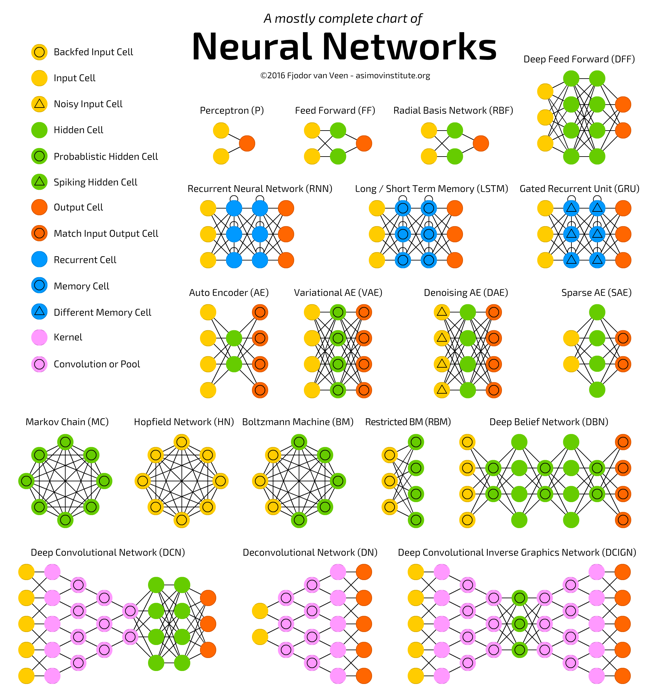 A mostly complete chart of
Neural Networks
©2016 Fjodor van Veen - asimovinstitute.org
Backfed Input Cell
Input Cell
Noisy Input Cell
Hidden Cell
Probablistic Hidden Cell
Spiking Hidden Cell
Output Cell
Match Input Output Cell
Recurrent Cell
Memory Cell
Different Memory Cell
Kernel
Convolution or Pool
Deep Feed Forward (DFF)
Perceptron (P)
Feed Forward (FF)
Radial Basis Network (RBF)
Recurrent Neural Network (RNN)
Long / Short Term Memory (LSTM)
Gated Recurrent Unit (GRU)
Auto Encoder (AE)
Variational AE (VAE)
Denoising AE (DAE)
Sparse AE (SAE)
Markov Chain (MC)
Hopfield Network (HN)
Boltzmann Machine (BM)
Restricted BM (RBM)
Deep Belief Network (DBN)
Deep Convolutional Network (DCN)
Deconvolutional Network (DN)
Deep Convolutional Inverse Graphics Network (DCIGN)